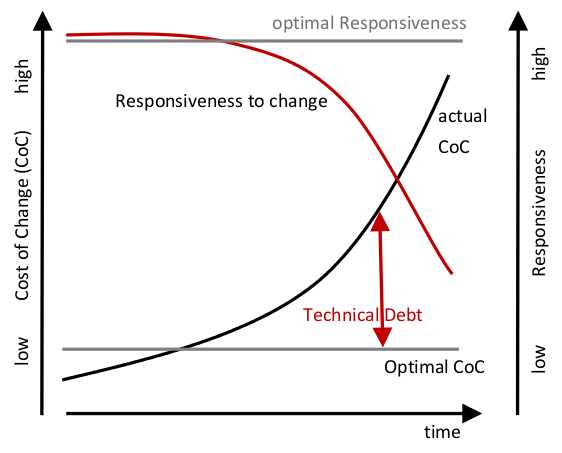 optimal Responsiveness
high
high
Responsiveness to change
actual
CoC
Cost of Change (CoC)
Responsiveness
Technical Debt
low
Optimal CoC
low
time